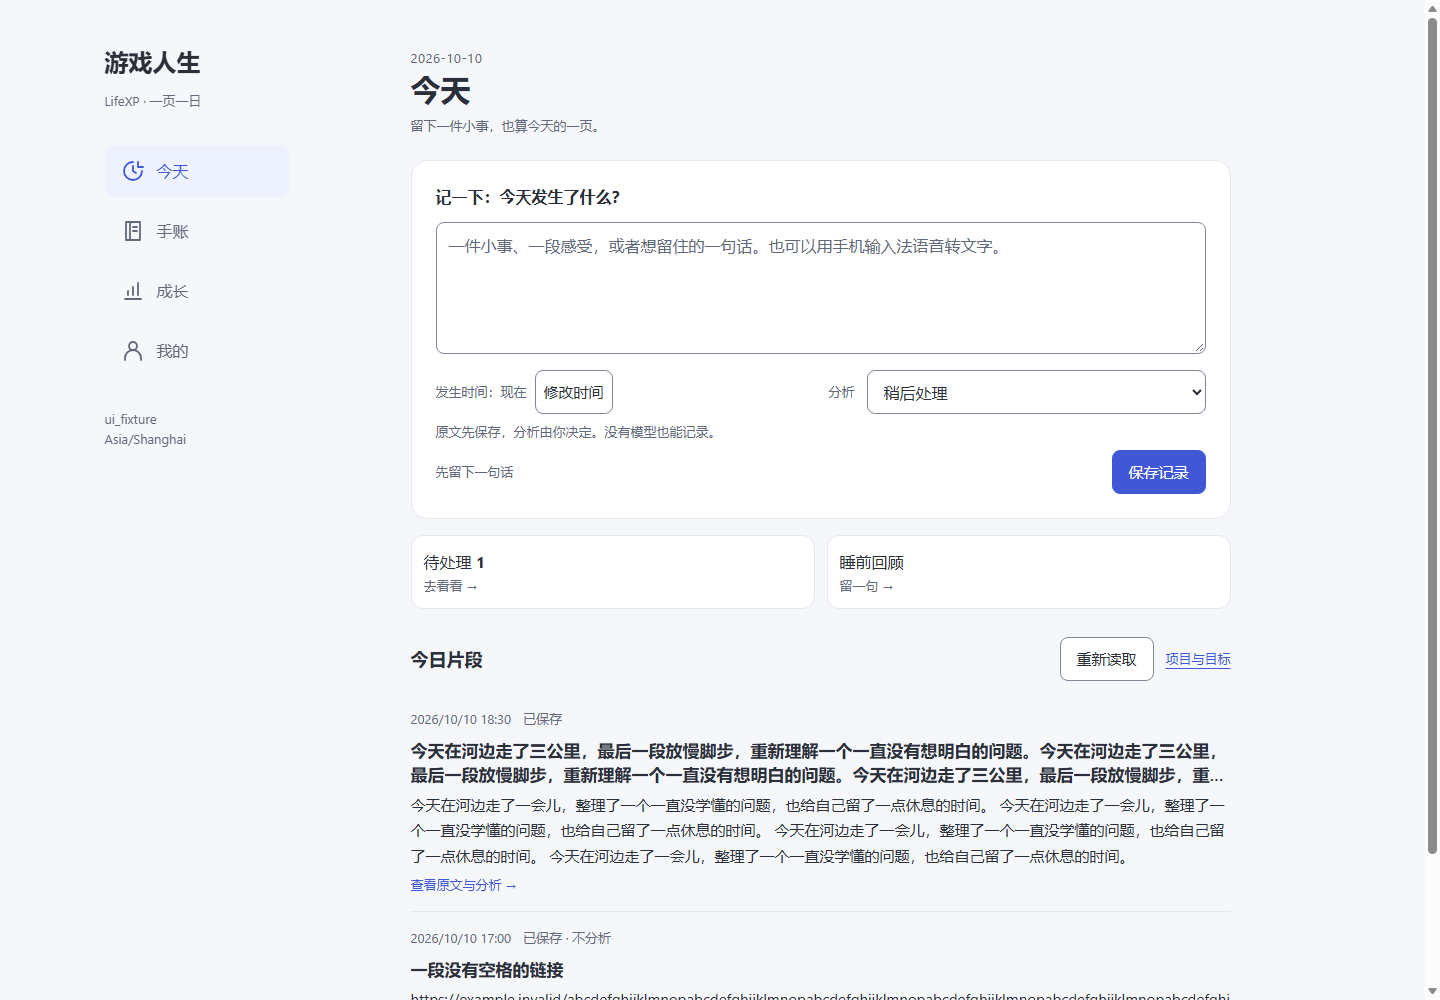 游戏人生
LifeXP · 一页一日
今天
手账
成长
我的
ui_fixture
Asia/Shanghai
2026-10-10
今天
留下一件小事，也算今天的一页。
记一下：今天发生了什么？
一件小事、一段感受，或者想留住的一句话。也可以用手机输入法语音转文字。
发生时间：现在 修改时间 分析 稍后处理
原文先保存，分析由你决定。没有模型也能记录。
先留下一句话 保存记录
待处理 1
去看看 →
睡前回顾
留一句 →
今日片段 重新读取 项目与目标
2026/10/10 18:30 已保存
今天在河边走了三公里，最后一段放慢脚步，重新理解一个一直没有想明白的问题。今天在河边走了三公里，
最后一段放慢脚步，重新理解一个一直没有想明白的问题。今天在河边走了三公里，最后一段放慢脚步，重...
今天在河边走了一会儿，整理了一个一直没学懂的问题，也给自己留了一点休息的时间。 今天在河边走了一会儿，整理了一
个一直没学懂的问题，也给自己留了一点休息的时间。 今天在河边走了一会儿，整理了一个一直没学懂的问题，也给自己留
了一点休息的时间。 今天在河边走了一会儿，整理了一个一直没学懂的问题，也给自己留了一点休息的时间。
查看原文与分析 →
2026/10/10 17:00 已保存 · 不分析
一段没有空格的链接
https://example.invalid/abcdefghijklmnopabcdefghijklmnopabcdefghijklmnopabcdefghijklmnopabcdefghijklmnopabcdefghi